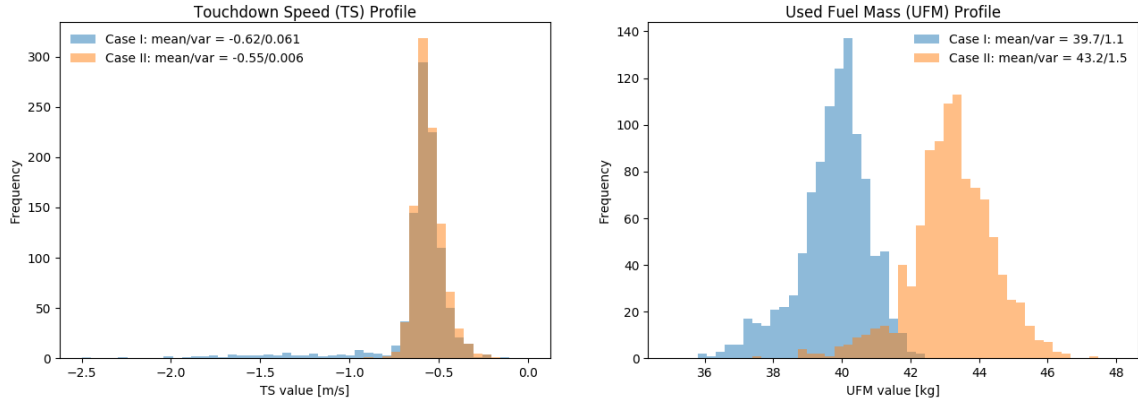 Touchdown Speed (TS) Profile
Case I: mean/var = -0.62/0.061
Case II: mean/var = -0.55/0.006
Frequency
300
250
200
150
100
50
0
−2.5 −2.0 −1.5 −1.0 −0.5 0.0
TS value [m/s]
Used Fuel Mass (UFM) Profile
Case I: mean/var = 39.7/1.1
Case II: mean/var = 43.2/1.5
Frequency
140
120
100
80
60
40
20
0
36 38 40 42 44 46 48
UFM value [kg]